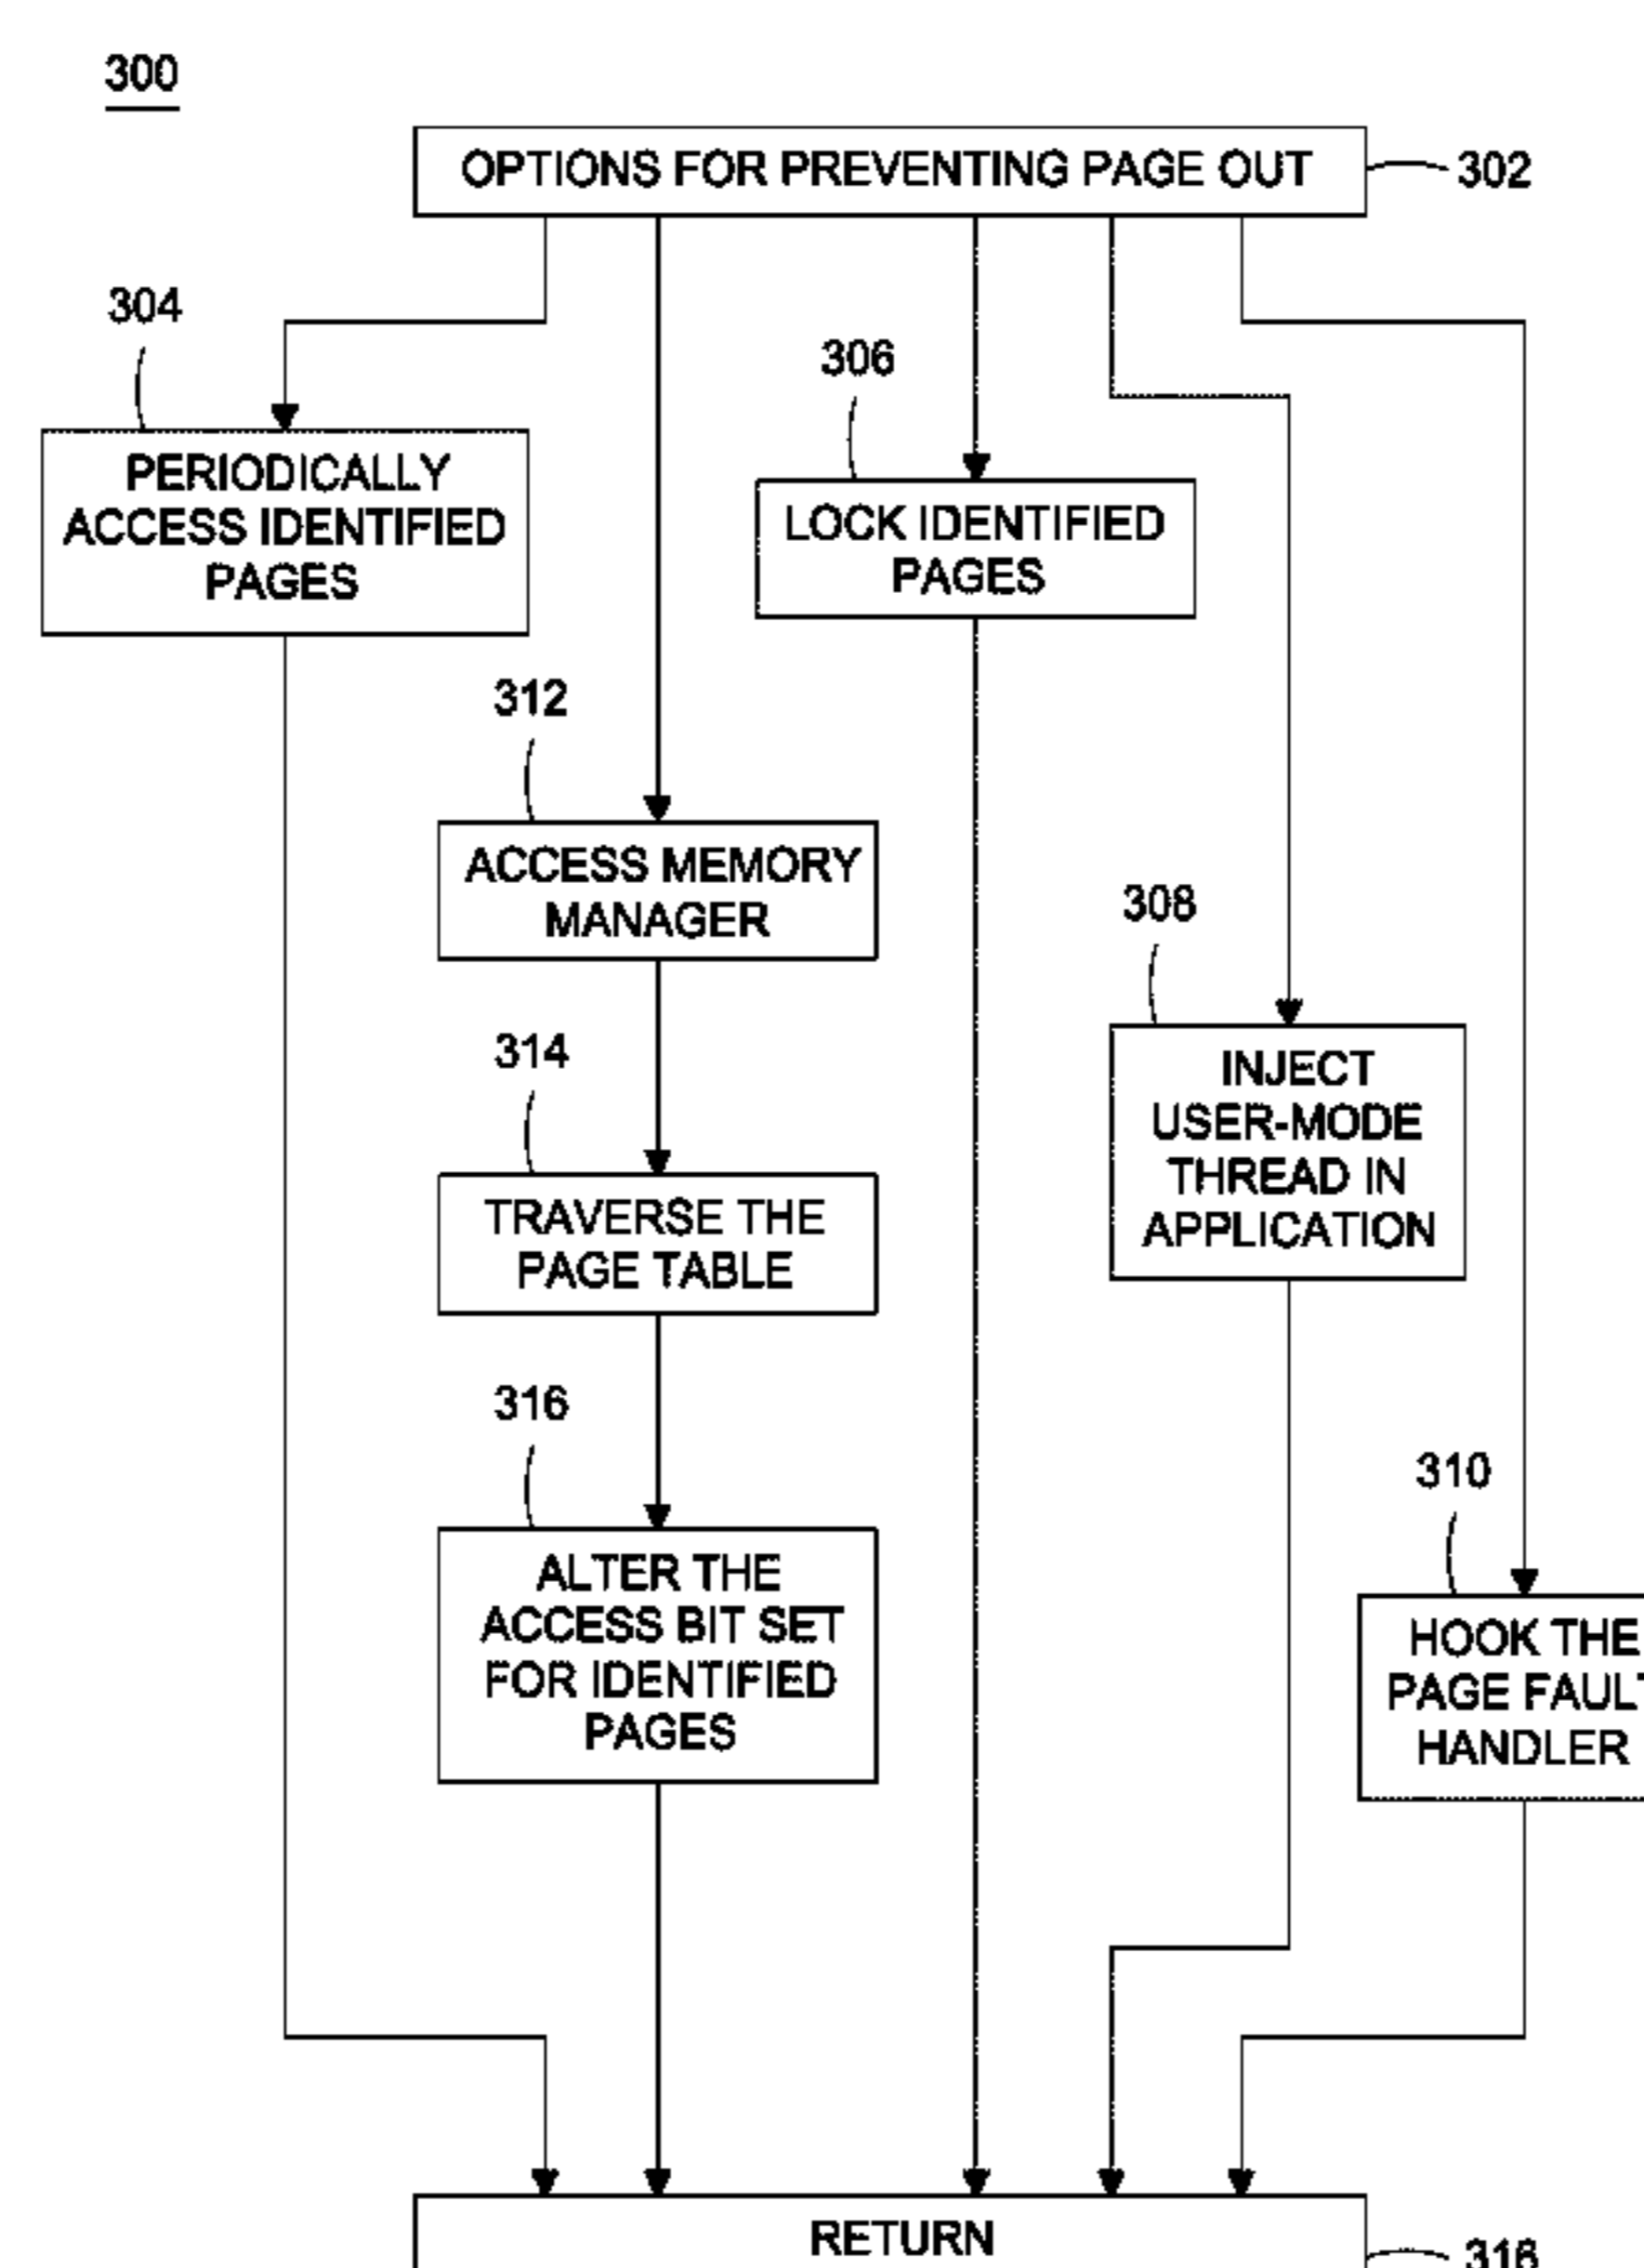 300
OPTIONS FOR PREVENTING PAGE OUT
302
304
PERIODICALLY
ACCESS IDENTIFIED
PAGES
306
LOCK IDENTIFIED
PAGES
312
ACCESS MEMORY
MANAGER
308
INJECT
USER-MODE
THREAD IN
APPLICATION
314
TRAVERSE THE
PAGE TABLE
316
ALTER THE
ACCESS BIT SET
FOR IDENTIFIED
PAGES
310
HOOK THE
PAGE FAULT
HANDLER
RETURN